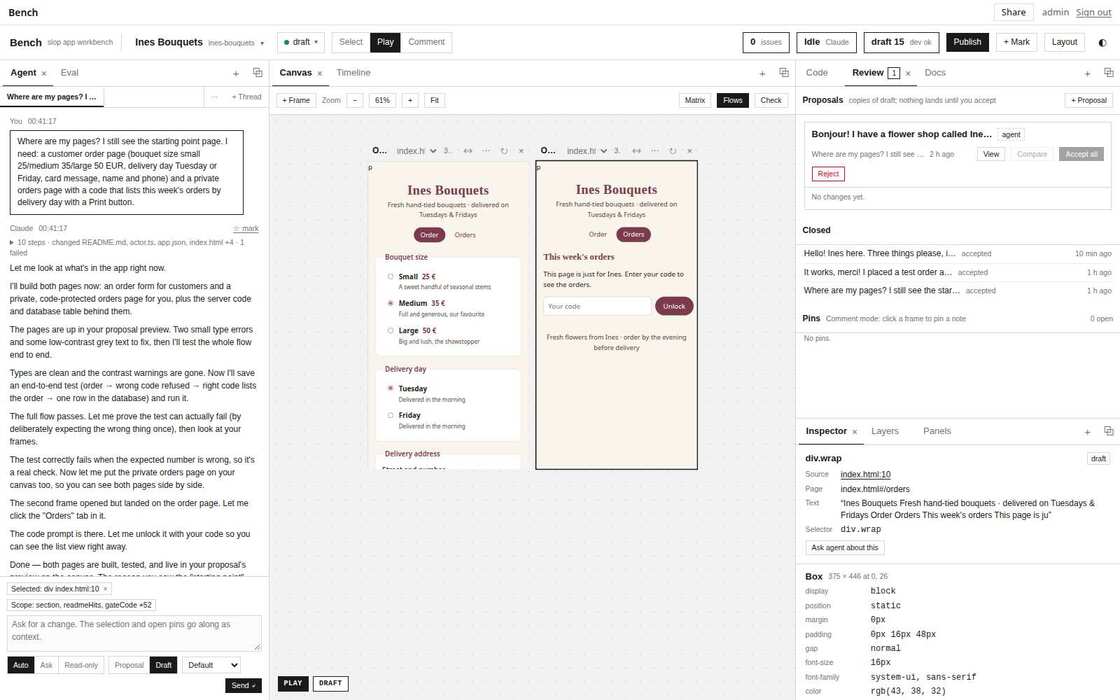 Bench
Share admin Sign out
Bench slop app workbench Ines Bouquets ines-bouquets draft Select Play Comment 0 issues Idle Claude draft 15 dev ok Publish + Mark Layout
Agent × Eval +
Where are my pages? I … ··· + Thread
You 00:41:17
Where are my pages? I still see the starting point page. I
need: a customer order page (bouquet size small
25/medium 35/large 50 EUR, delivery day Tuesday or
Friday, card message, name and phone) and a private
orders page with a code that lists this week's orders by
delivery day with a Print button.
Claude 00:41:17 ☆ mark
▸ 10 steps · changed README.md, actor.ts, app.json, index.html +4 · 1
failed
Let me look at what's in the app right now.
I'll build both pages now: an order form for customers and a
private, code-protected orders page for you, plus the server code
and database table behind them.
The pages are up in your proposal preview. Two small type errors
and some low-contrast grey text to fix, then I'll test the whole flow
end to end.
Types are clean and the contrast warnings are gone. Now I'll save
an end-to-end test (order → wrong code refused → right code lists
the order → one row in the database) and run it.
The full flow passes. Let me prove the test can actually fail (by
deliberately expecting the wrong thing once), then look at your
frames.
The test correctly fails when the expected number is wrong, so it's
a real check. Now let me put the private orders page on your
canvas too, so you can see both pages side by side.
The second frame opened but landed on the order page. Let me
click the "Orders" tab in it.
The code prompt is there. Let me unlock it with your code so you
can see the list view right away.
Done — both pages are built, tested, and live in your proposal's
Selected: div index.html:10 ×
Scope: section, readmeHits, gateCode +52
Ask for a change. The selection and open pins go along as
context.
Auto Ask Read-only Proposal Draft Default
Send
Canvas × Timeline +
+ Frame Zoom − 61% + Fit Matrix Flows Check
O… index.h 3.. ··· ×
p
Ines Bouquets
Fresh hand-tied bouquets · delivered on
Tuesdays & Fridays
Order Orders
Bouquet size
Small 25 €
A sweet handful of seasonal stems
Medium 35 €
Full and generous, our favourite
Large 50 €
Big and lush, the showstopper
Delivery day
Tuesday
Delivered in the morning
Friday
Delivered in the morning
Delivery address
O… index.h 3. ··· ×
p
Ines Bouquets
Fresh hand-tied bouquets · delivered on
Tuesdays & Fridays
Order Orders
This week's orders
This page is just for Ines. Enter your code to
see the orders.
Your code Unlock
Fresh flowers from Ines · order by the evening
before delivery
PLAY DRAFT
Code Review 1 × Docs +
Proposals copies of draft; nothing lands until you accept + Proposal
Bonjour! I have a flower shop called Ine… agent
Where are my pages? I still see … 2 h ago View Compare Accept all
Reject
No changes yet.
Closed
Hello! Ines here. Three things please, i… accepted 10 min ago
It works, merci! I placed a test order a… accepted 1 h ago
Where are my pages? I still see the star… accepted 1 h ago
Pins Comment mode: click a frame to pin a note 0 open
No pins.
Inspector × Layers Panels +
div.wrap draft
Source index.html:10
Page index.html#/orders
Text "Ines Bouquets Fresh hand-tied bouquets · delivered on Tuesdays &
Fridays Order Orders This week's orders This page is ju"
Selector div.wrap
Ask agent about this
Box 375 × 446 at 0, 26
display block
position static
margin 0px
padding 0px 16px 48px
gap normal
font-size 16px
font-family system-ui, sans-serif
color rgb(43, 38, 32)